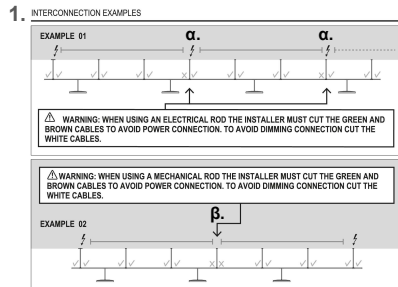 1. INTERCONNECTION EXAMPLES
EXAMPLE 01
α. α.
WARNING: WHEN USING AN ELECTRICAL ROD THE INSTALLER MUST CUT THE GREEN AND
BROWN CABLES TO AVOID POWER CONNECTION. TO AVOID DIMMING CONNECTION CUT THE
WHITE CABLES.
WARNING: WHEN USING A MECHANICAL ROD THE INSTALLER MUST CUT THE GREEN AND
BROWN CABLES TO AVOID POWER CONNECTION. TO AVOID DIMMING CONNECTION CUT THE
WHITE CABLES.
β.
EXAMPLE 02